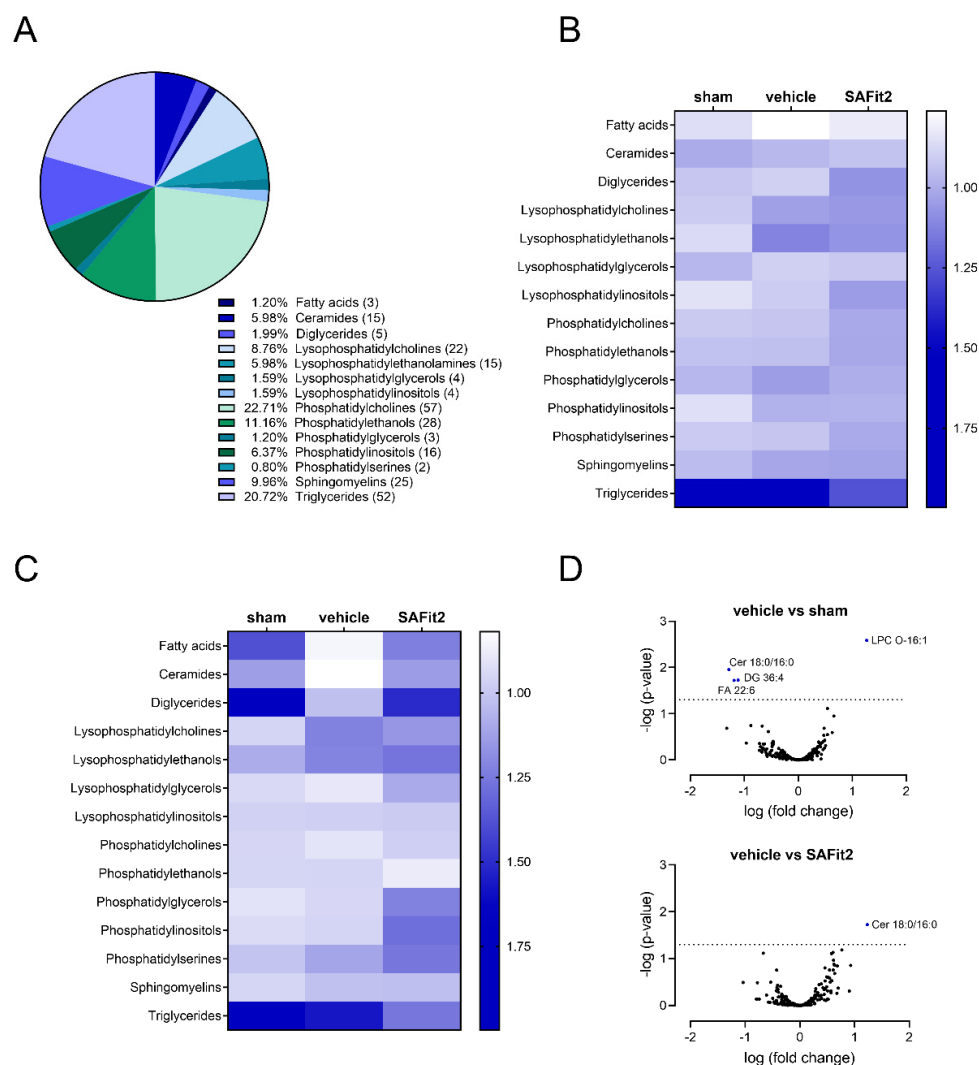 A
1.20% Fatty acids (3)
5.98% Ceramides (15)
1.99% Diglycerides (5)
8.76% Lysophosphatidylcholines (22)
5.98% Lysophosphatidylethanolamines (15)
1.59% Lysophosphatidylglycerols (4)
1.59% Lysophosphatidylinositols (4)
22.71% Phosphatidylcholines (57)
11.16% Phosphatidylethanols (28)
1.20% Phosphatidylglycerols (3)
6.37% Phosphatidylinositols (16)
0.80% Phosphatidylserines (2)
9.96% Sphingomyelins (25)
20.72% Triglycerides (52)
B
sham vehicle SAFit2
Fatty acids
Ceramides
Diglycerides
Lysophosphatidylcholines
Lysophosphatidylethanols
Lysophosphatidylglycerols
Lysophosphatidylinositols
Phosphatidylcholines
Phosphatidylethanols
Phosphatidylglycerols
Phosphatidylinositols
Phosphatidylserines
Sphingomyelins
Triglycerides
1.00
1.25
1.50
1.75
C
sham vehicle SAFit2
Fatty acids
Ceramides
Diglycerides
Lysophosphatidylcholines
Lysophosphatidylethanols
Lysophosphatidylglycerols
Lysophosphatidylinositols
Phosphatidylcholines
Phosphatidylethanols
Phosphatidylglycerols
Phosphatidylinositols
Phosphatidylserines
Sphingomyelins
Triglycerides
1.00
1.25
1.50
1.75
D
vehicle vs sham
-log (p-value)
3
2
1
0
LPC O-16:1
Cer 18:0/16:0
DG 36:4
FA 22:6
-2 -1 0 1 2
log (fold change)
vehicle vs SAFit2
-log (p-value)
3
2
1
0
Cer 18:0/16:0
-2 -1 0 1 2
log (fold change)